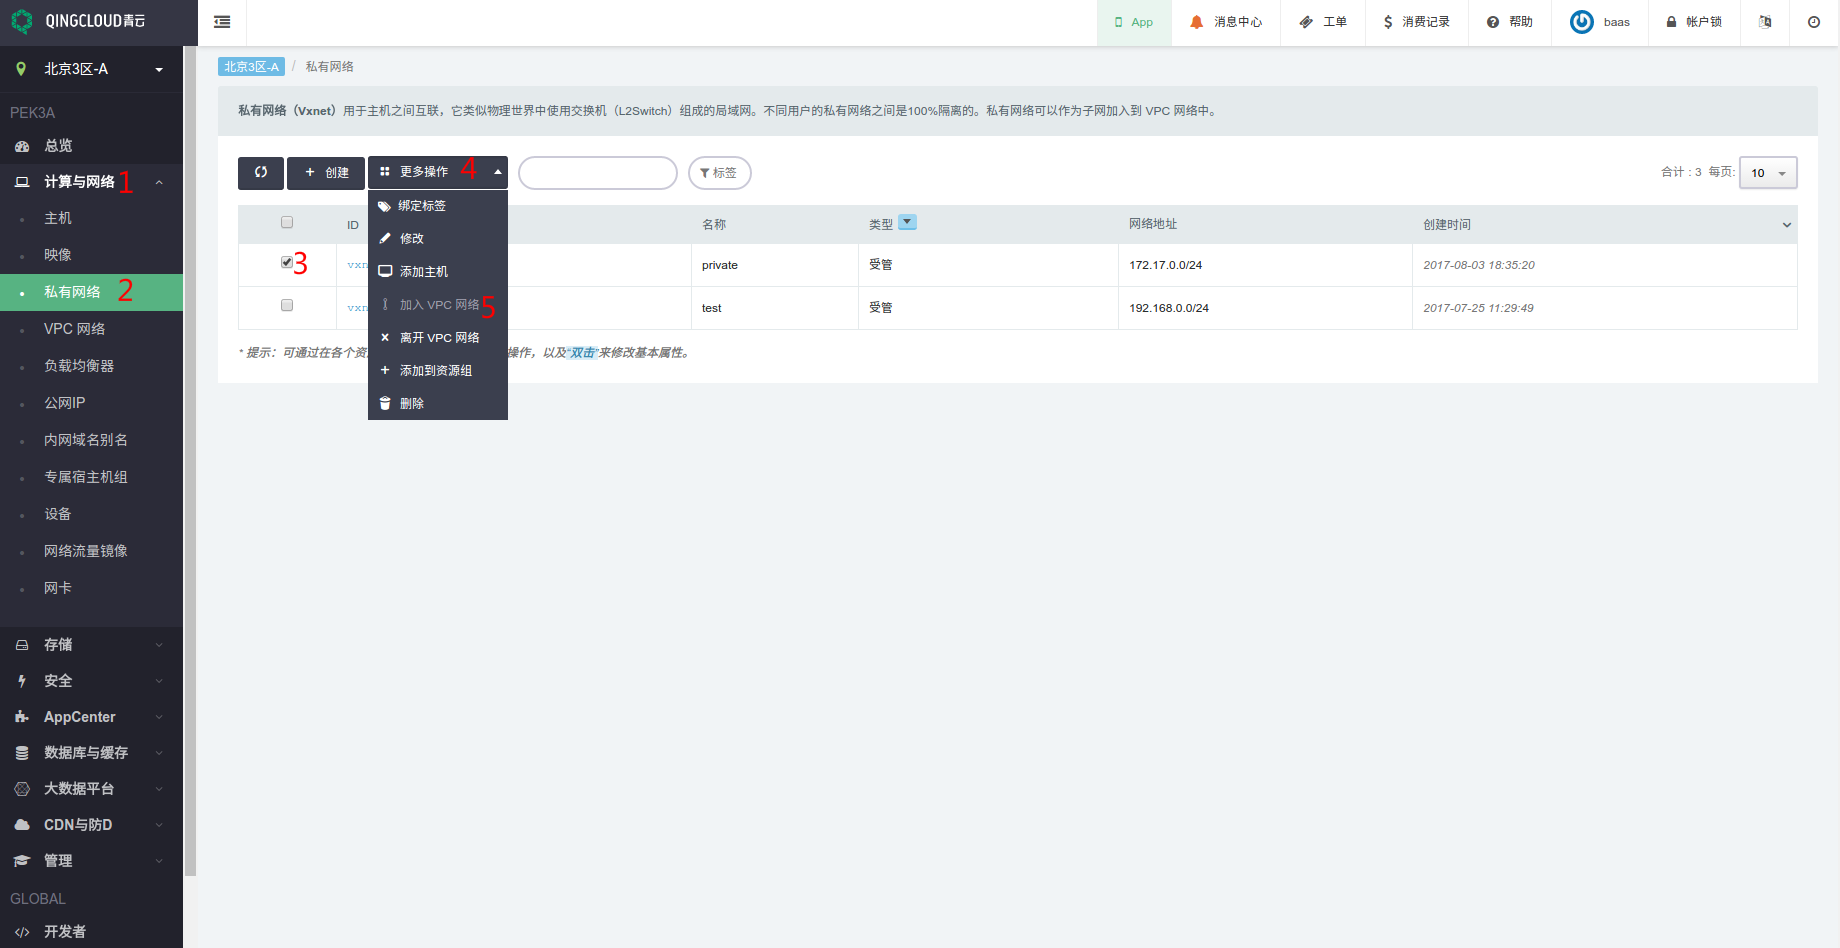 QINGCLOUD青云
App
消息中心
工单
消费记录
帮助
baas
帐户锁
北京3区-A
PEK3A
总览
计算与网络 1
主机
映像
私有网络 2
VPC 网络
负载均衡器
公网IP
内网域名别名
专属宿主机组
设备
网络流量镜像
网卡
存储
安全
AppCenter
数据库与缓存
大数据平台
CDN与防D
管理
GLOBAL
开发者
北京3区-A / 私有网络
私有网络（Vxnet）用于主机之间互联，它类似物理世界中使用交换机（L2Switch）组成的局域网。不同用户的私有网络之间是100%隔离的。私有网络可以作为子网加入到 VPC 网络中。
创建
更多操作 4
标签
合计 : 3 每页: 10
绑定标签
修改
添加主机
加入 VPC 网络 5
离开 VPC 网络
添加到资源组
删除
ID 名称 类型 网络地址 创建时间
3 vxn private 受管 172.17.0.0/24 2017-08-03 18:35:20
vxn test 受管 192.168.0.0/24 2017-07-25 11:29:49
* 提示：可通过在各个资 操作，以及“双击”来修改基本属性。